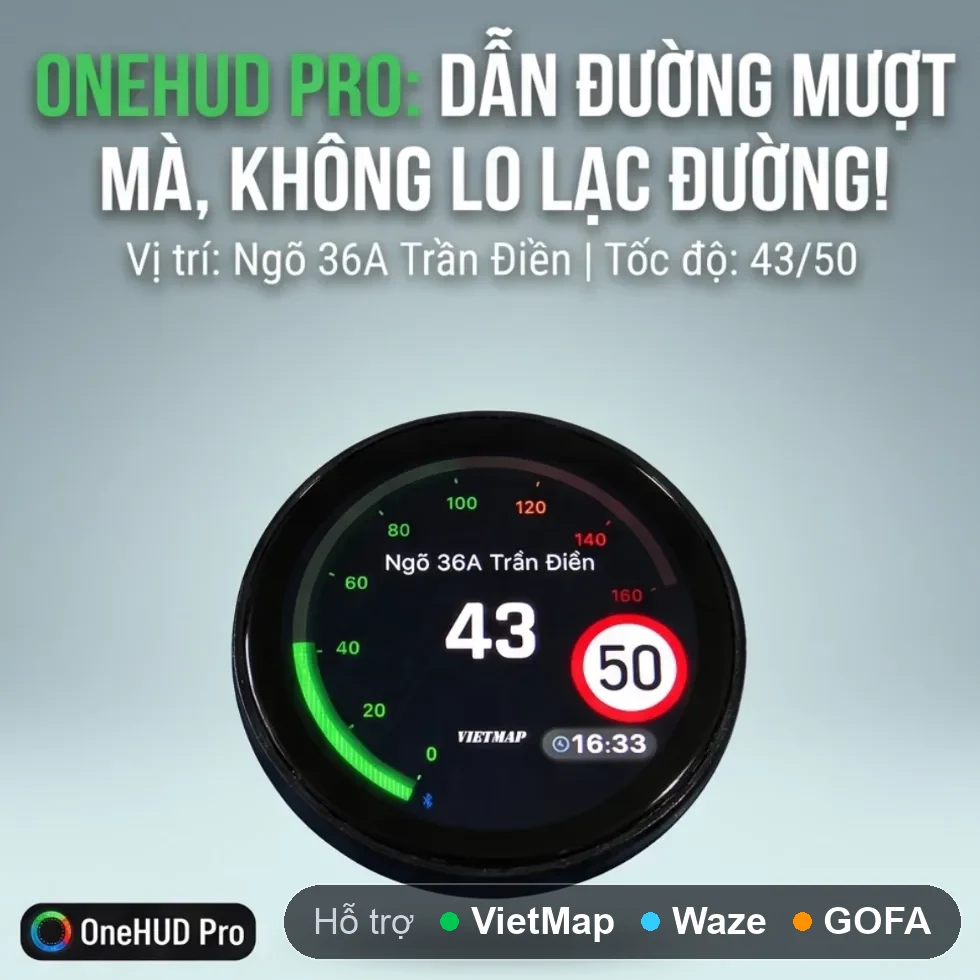 ONEHUD PRO: DẪN ĐƯỜNG MƯỢT
MÀ, KHÔNG LO LẠC ĐƯỜNG!
Vị trí: Ngõ 36A Trần Điền | Tốc độ: 43/50
100
120
80
140
Ngõ 36A Trần Điền
60
160
43
50
40
20
VIETMAP
16:33
0
OneHUD Pro
Hỗ trợ VietMap Waze GOFA